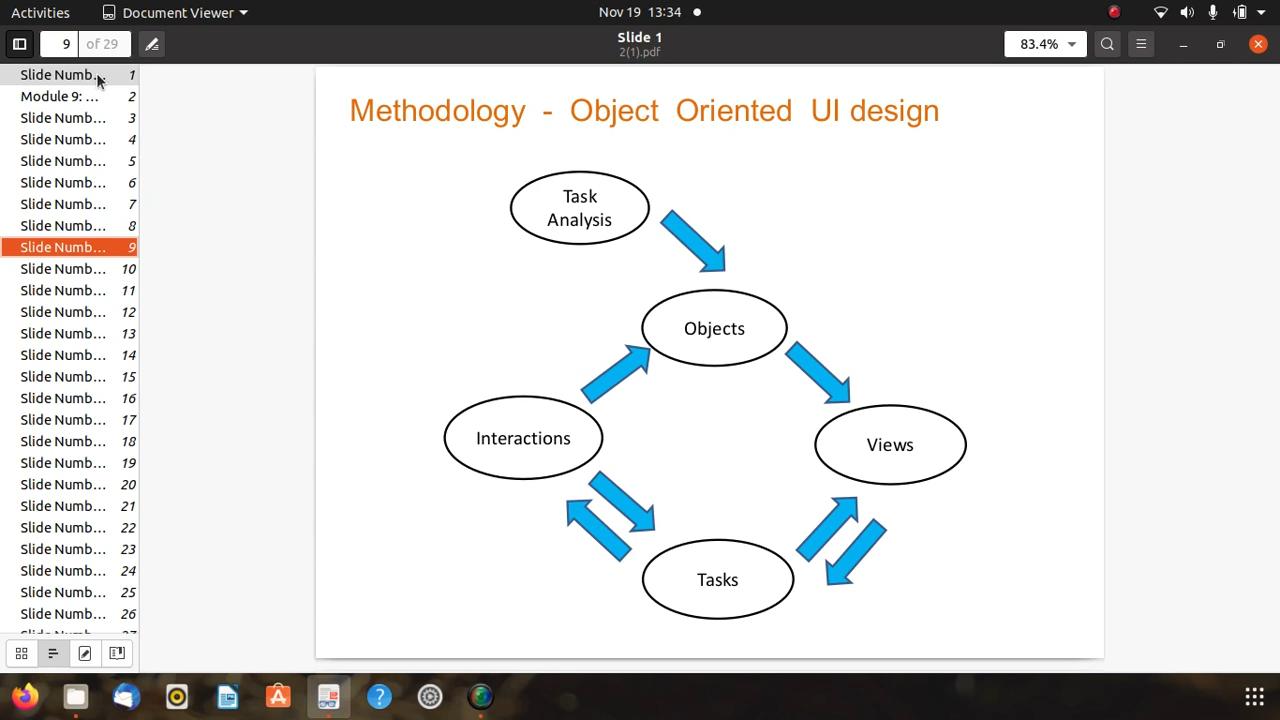 Activities
Document Viewer
Nov 19 13:34
9
of 29
Slide 1
2(1).pdf
83.4%
Slide Numb... 1
Module 9: ... 2
Slide Numb... 3
Slide Numb... 4
Slide Numb... 5
Slide Numb... 6
Slide Numb... 7
Slide Numb... 8
Slide Numb... 9
Slide Numb... 10
Slide Numb... 11
Slide Numb... 12
Slide Numb... 13
Slide Numb... 14
Slide Numb... 15
Slide Numb... 16
Slide Numb... 17
Slide Numb... 18
Slide Numb... 19
Slide Numb... 20
Slide Numb... 21
Slide Numb... 22
Slide Numb... 23
Slide Numb... 24
Slide Numb... 25
Slide Numb... 26
Methodology - Object Oriented UI design
Task
Analysis
Objects
Interactions
Views
Tasks